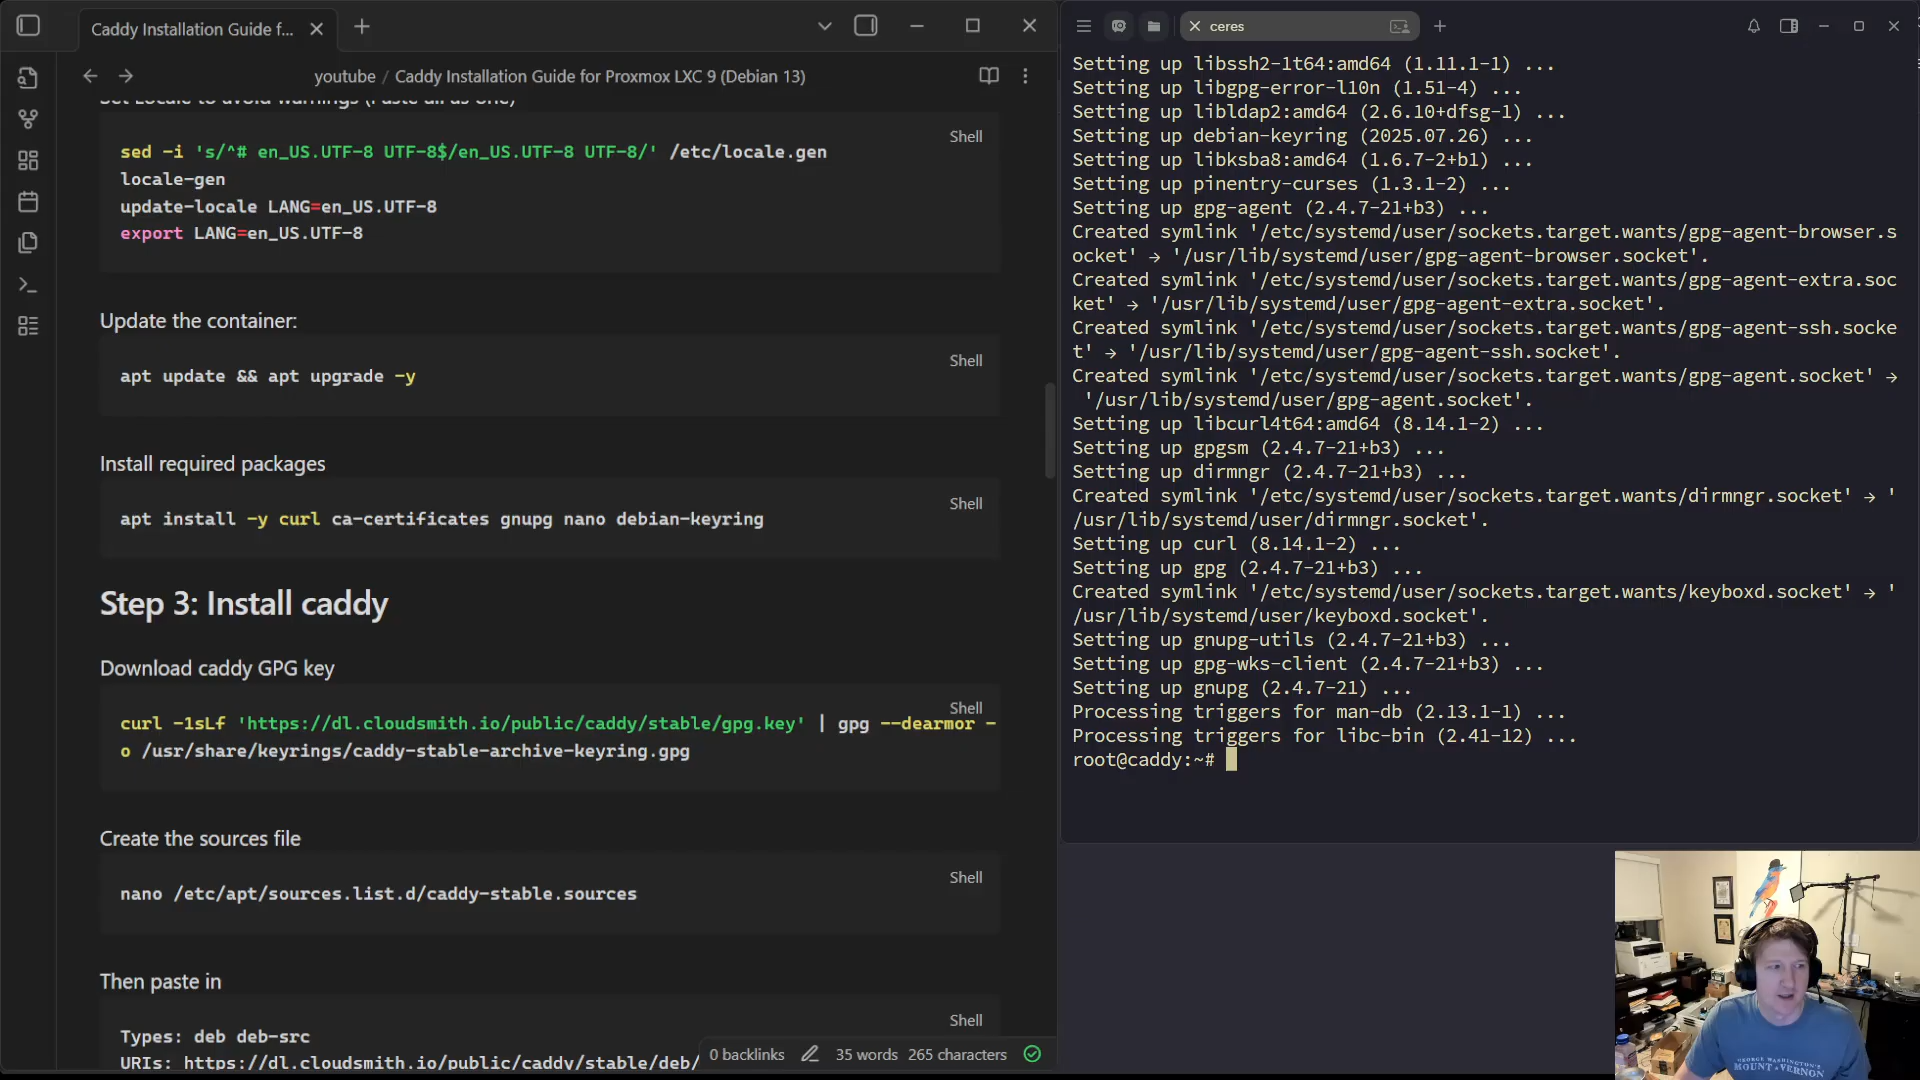 Caddy Installation Guide f...
youtube / Caddy Installation Guide for Proxmox LXC 9 (Debian 13)
Set Locale to avoid warnings (Paste all as one)
Shell
sed -i 's/^# en_US.UTF-8 UTF-8$/en_US.UTF-8 UTF-8/' /etc/locale.gen
locale-gen
update-locale LANG=en_US.UTF-8
export LANG=en_US.UTF-8
Update the container:
Shell
apt update && apt upgrade -y
Install required packages
Shell
apt install -y curl ca-certificates gnupg nano debian-keyring
Step 3: Install caddy
Download caddy GPG key
Shell
curl -1sLf 'https://dl.cloudsmith.io/public/caddy/stable/gpg.key' | gpg --dearmor -
o /usr/share/keyrings/caddy-stable-archive-keyring.gpg
Create the sources file
Shell
nano /etc/apt/sources.list.d/caddy-stable.sources
Then paste in
Shell
Types: deb deb-src
URIs: https://dl.cloudsmith.io/public/caddy/stable/deb/
0 backlinks 35 words 265 characters
ceres
Setting up libssh2-1t64:amd64 (1.11.1-1) ...
Setting up libgpg-error-l10n (1.51-4) ...
Setting up libldap2:amd64 (2.6.10+dfsg-1) ...
Setting up debian-keyring (2025.07.26) ...
Setting up libksba8:amd64 (1.6.7-2+b1) ...
Setting up pinentry-curses (1.3.1-2) ...
Setting up gpg-agent (2.4.7-21+b3) ...
Created symlink '/etc/systemd/user/sockets.target.wants/gpg-agent-browser.s
ocket' → '/usr/lib/systemd/user/gpg-agent-browser.socket'.
Created symlink '/etc/systemd/user/sockets.target.wants/gpg-agent-extra.soc
ket' → '/usr/lib/systemd/user/gpg-agent-extra.socket'.
Created symlink '/etc/systemd/user/sockets.target.wants/gpg-agent-ssh.socke
t' → '/usr/lib/systemd/user/gpg-agent-ssh.socket'.
Created symlink '/etc/systemd/user/sockets.target.wants/gpg-agent.socket' →
'/usr/lib/systemd/user/gpg-agent.socket'.
Setting up libcurl4t64:amd64 (8.14.1-2) ...
Setting up gpgsm (2.4.7-21+b3) ...
Setting up dirmngr (2.4.7-21+b3) ...
Created symlink '/etc/systemd/user/sockets.target.wants/dirmngr.socket' → '
/usr/lib/systemd/user/dirmngr.socket'.
Setting up curl (8.14.1-2) ...
Setting up gpg (2.4.7-21+b3) ...
Created symlink '/etc/systemd/user/sockets.target.wants/keyboxd.socket' → '
/usr/lib/systemd/user/keyboxd.socket'.
Setting up gnupg-utils (2.4.7-21+b3) ...
Setting up gpg-wks-client (2.4.7-21+b3) ...
Setting up gnupg (2.4.7-21) ...
Processing triggers for man-db (2.13.1-1) ...
Processing triggers for libc-bin (2.41-12) ...
root@caddy:~#
GEORGE WASHINGTON'S
MOUNT ★ VERNON